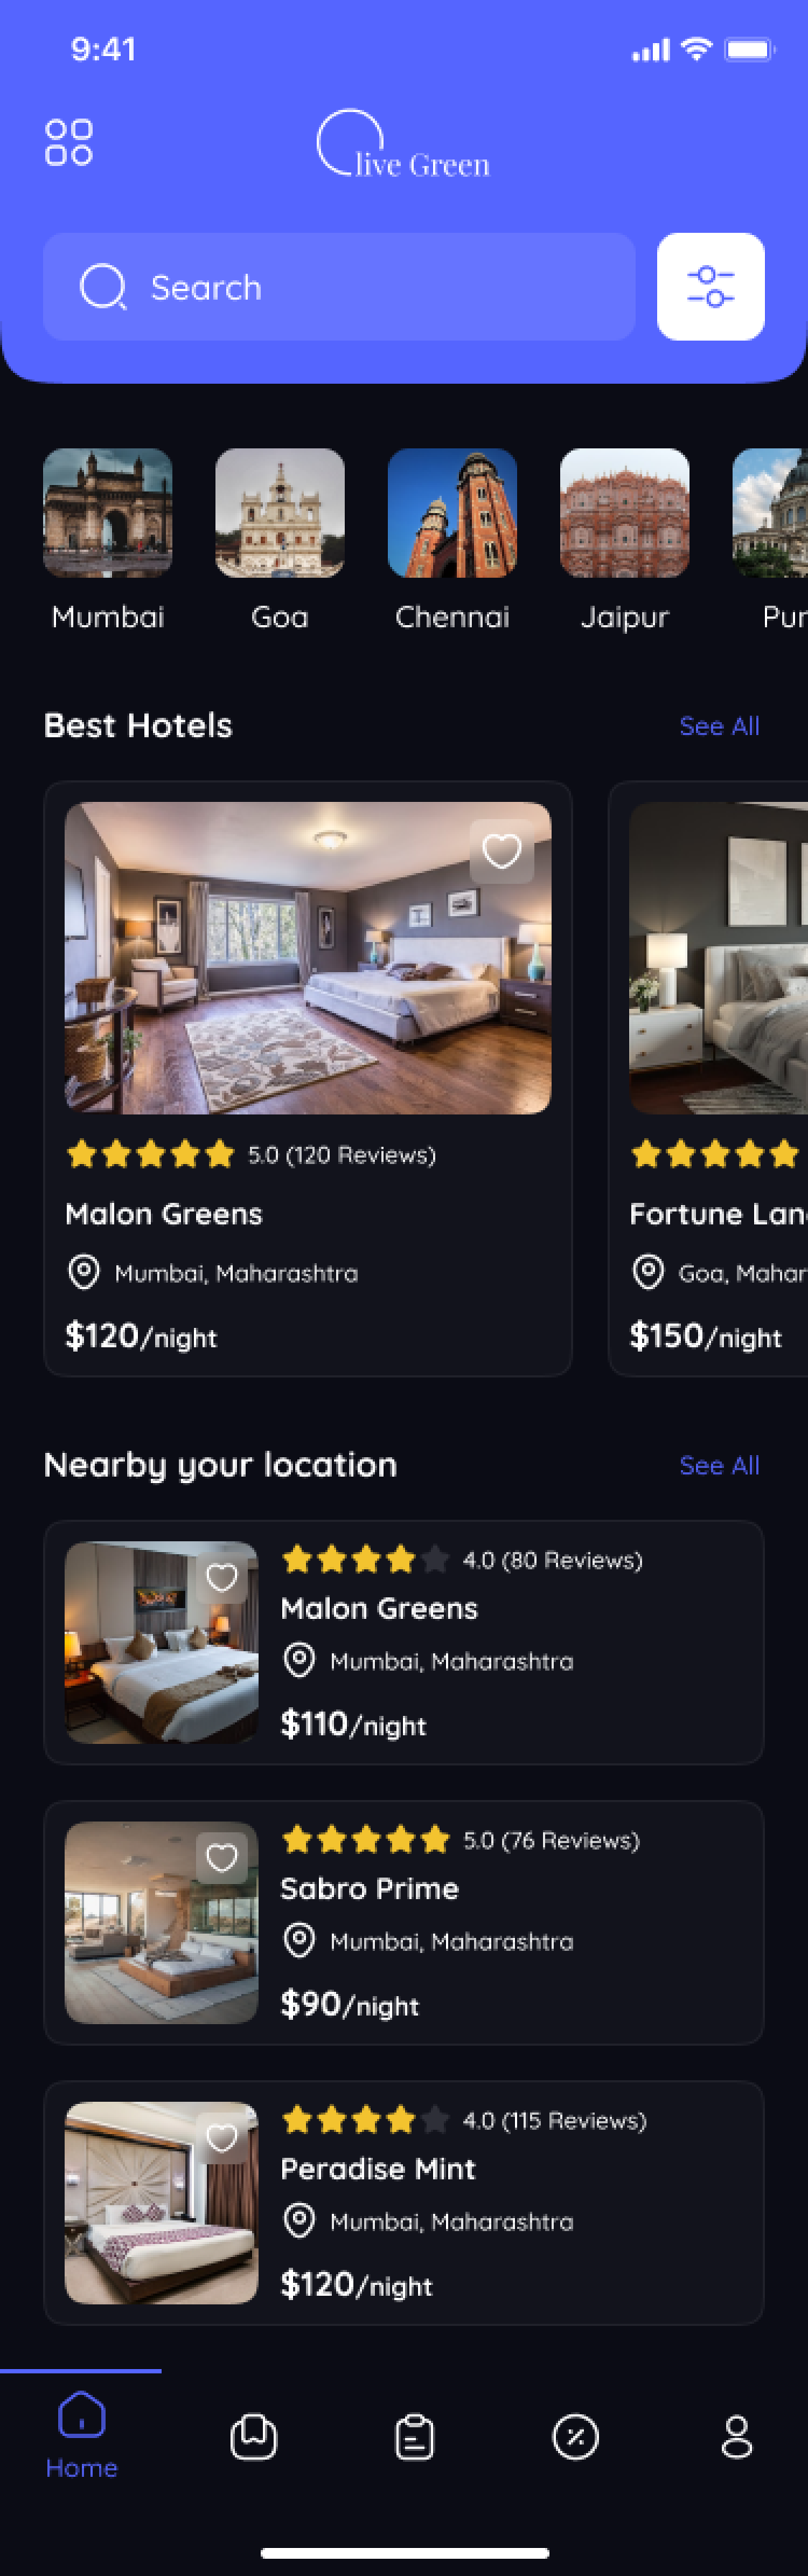 9:41
live Green
Search
Mumbai
Goa
Chennai
Jaipur
Best Hotels
See All
5.0 (120 Reviews)
Malon Greens
Mumbai, Maharashtra
$120/night
Fortune
Goa,
$150/night
Nearby your location
See All
4.0 (80 Reviews)
Malon Greens
Mumbai, Maharashtra
$110/night
5.0 (76 Reviews)
Sabro Prime
Mumbai, Maharashtra
$90/night
4.0 (115 Reviews)
Peradise Mint
Mumbai, Maharashtra
$120/night
Home